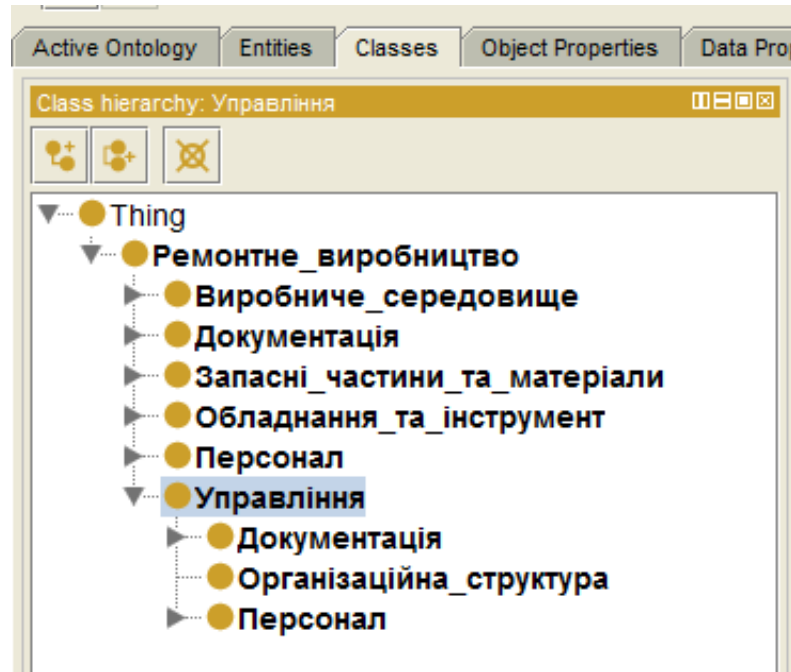 Active Ontology Entities Classes Object Properties Data Pro
Class hierarchy: Управління
Thing
Ремонтне_виробництво
Виробниче_середовище
Документація
Запасні_частини_та_матеріали
Обладнання_та_інструмент
Персонал
Управління
Документація
Організаційна_структура
Персонал